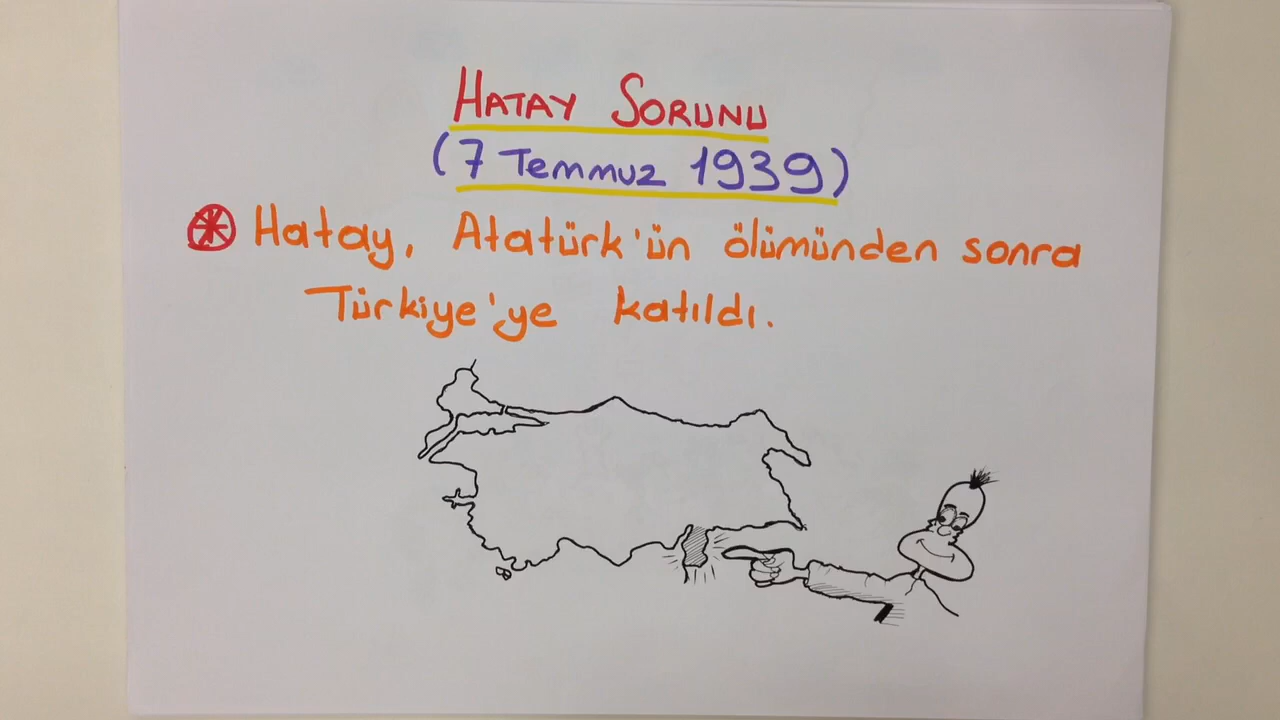 HATAY SORUNU
(7 Temmuz 1939)
Hatay, Atatürk'ün ölümünden sonra
Türkiye'ye katıldı.